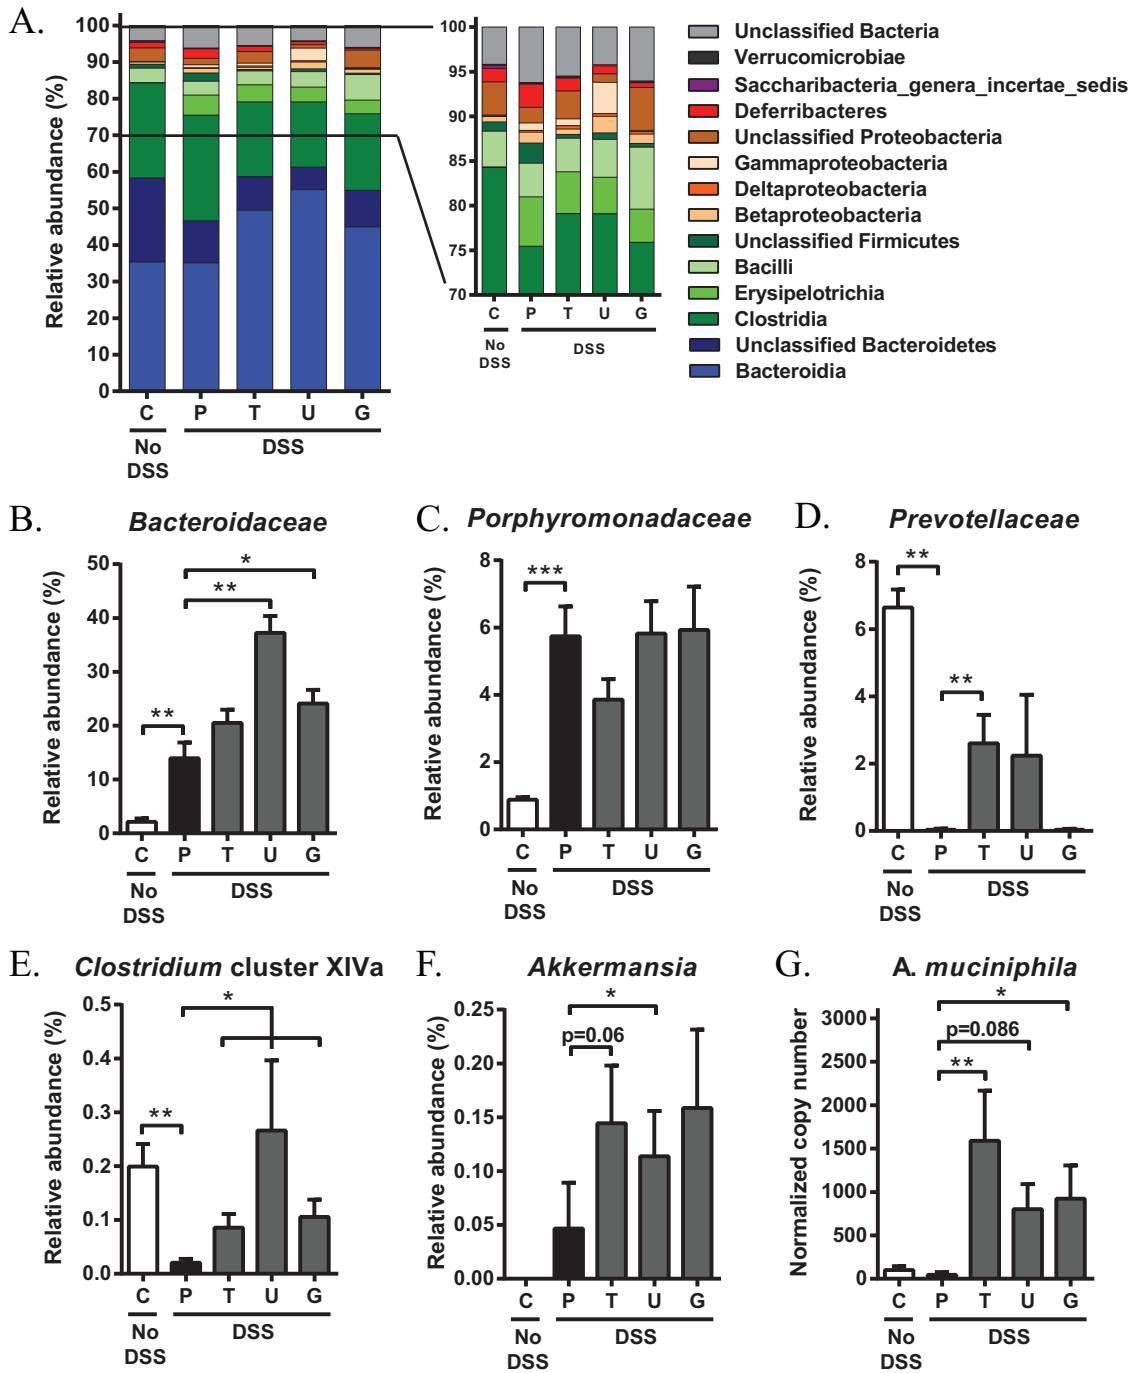 A.
Relative abundance (%)
100
90
80
70
60
50
40
30
20
10
0
C P T U G
No DSS
DSS
100
95
90
85
80
75
70
C P T U G
No DSS
DSS
Unclassified Bacteria
Verrucomicrobiae
Saccharibacteria_genera_incertae_sedis
Deferribacteres
Unclassified Proteobacteria
Gammaproteobacteria
Deltaproteobacteria
Betaproteobacteria
Unclassified Firmicutes
Bacilli
Erysipelotrichia
Clostridia
Unclassified Bacteroidetes
Bacteroidia
B.
Bacteroidaceae
Relative abundance (%)
50
40
30
20
10
0
*
**
**
C P T U G
No DSS
DSS
C.
Porphyromonadaceae
Relative abundance (%)
8
6
4
2
0
***
C P T U G
No DSS
DSS
D.
Prevotellaceae
Relative abundance (%)
8
6
4
2
0
**
**
C P T U G
No DSS
DSS
E.
Clostridium cluster XIVa
Relative abundance (%)
0.5
0.4
0.3
0.2
0.1
0.0
*
**
C P T U G
No DSS
DSS
F.
Akkermansia
Relative abundance (%)
0.25
0.20
0.15
0.10
0.05
0.00
*
p=0.06
C P T U G
No DSS
DSS
G.
A. muciniphila
Normalized copy number
3000
2500
2000
1500
1000
500
0
*
p=0.086
**
C P T U G
No DSS
DSS